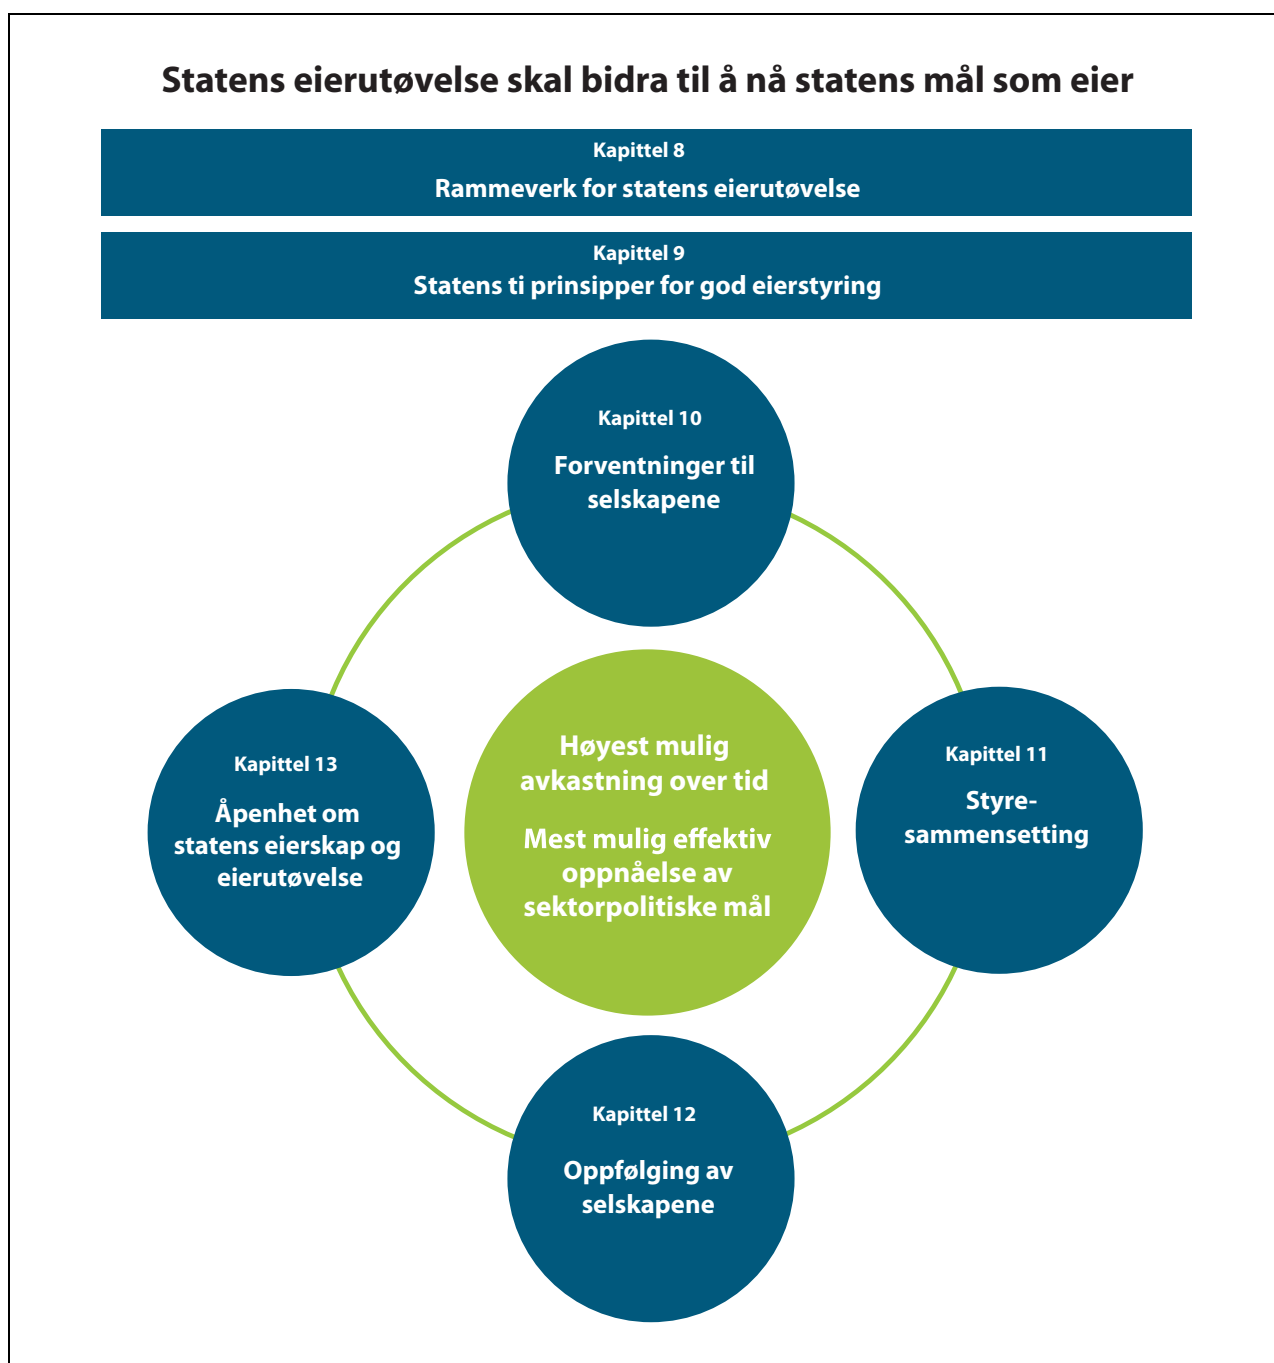 Statens eierutøvelse skal bidra til å nå statens mål som eier
Kapittel 8
Rammeverk for statens eierutøvelse
Kapittel 9
Statens ti prinsipper for god eierstyring
Kapittel 10
Forventninger til
selskapene
Kapittel 11
Styre-
sammensetting
Kapittel 12
Oppfølging av
selskapene
Kapittel 13
Åpenhet om
statens eierskap og
eierutøvelse
Høyest mulig
avkastning over tid
Mest mulig effektiv
oppnåelse av
sektorpolitiske mål